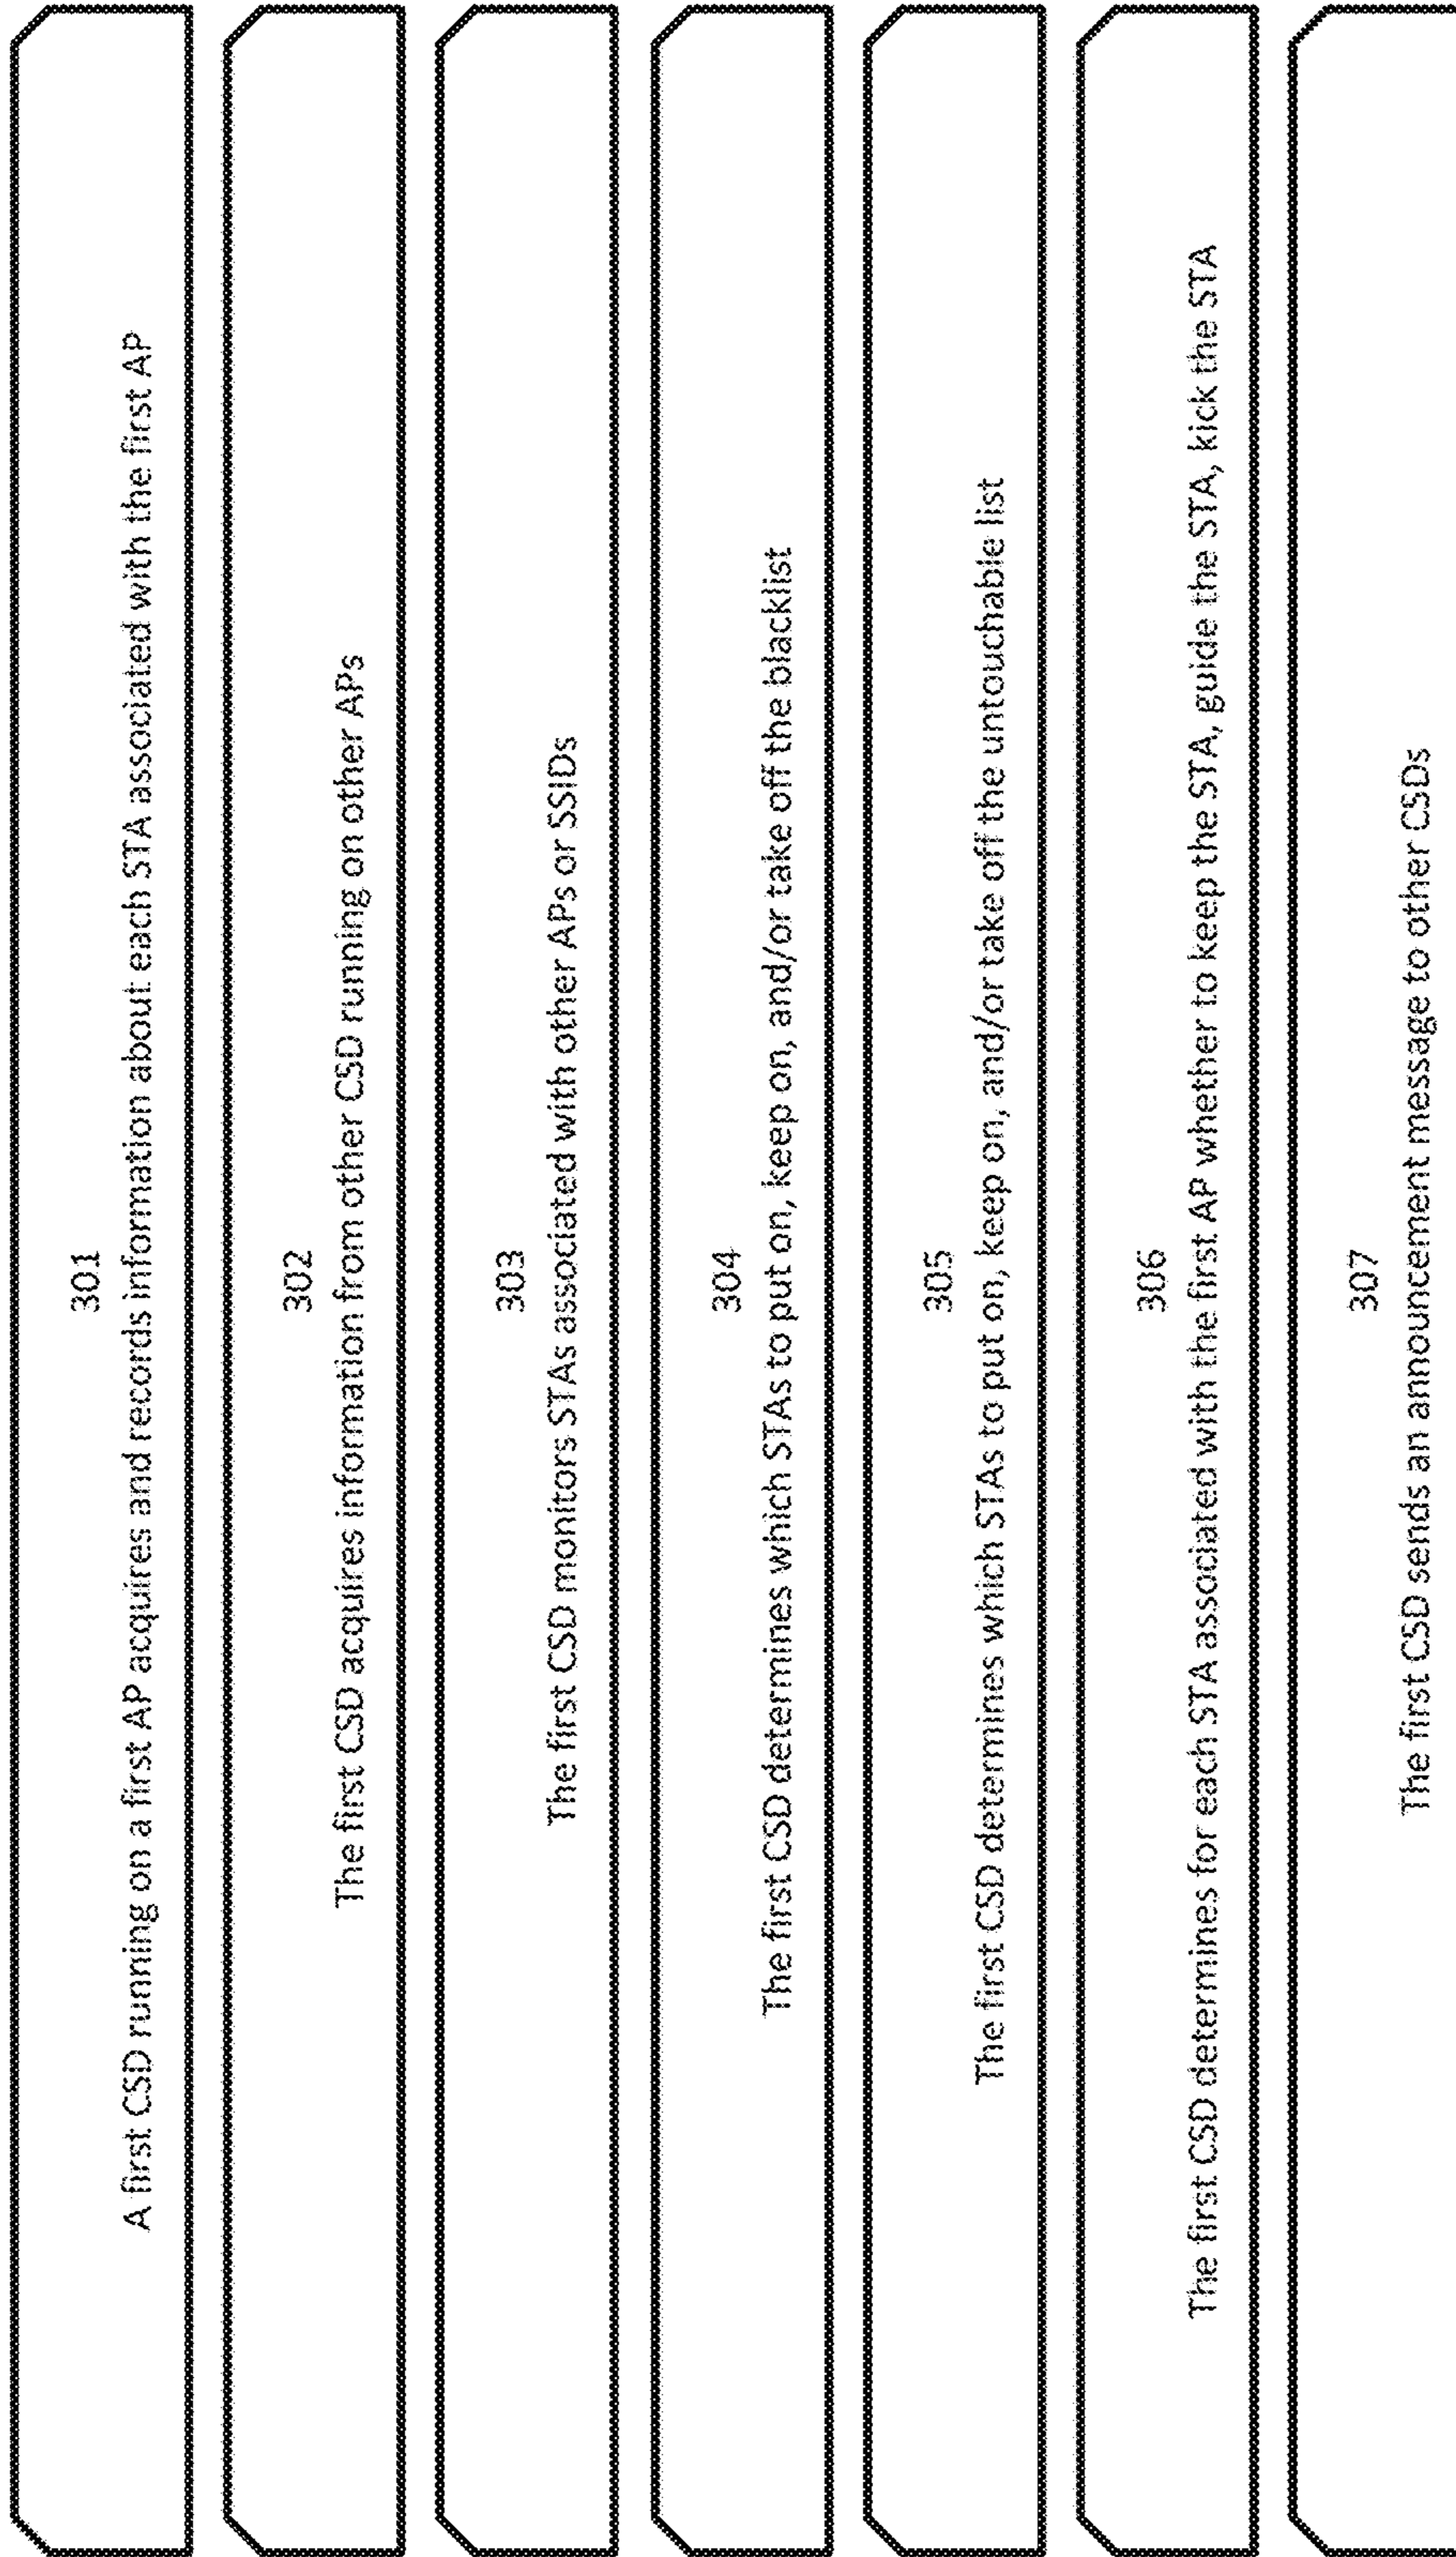 301
A first CSD running on a first AP acquires and records information about each STA associated with the first AP
302
The first CSD acquires information from other CSD running on other APs
303
The first CSD monitors STAs associated with other APs or SSIDs
304
The first CSD determines which STAs to put on, keep on, and/or take off the blacklist
305
The first CSD determines which STAs to put on, keep on, and/or take off the untouchable list
306
The first CSD determines for each STA associated with the first AP whether to keep the STA, guide the STA, kick the STA
307
The first CSD sends an announcement message to other CSDs